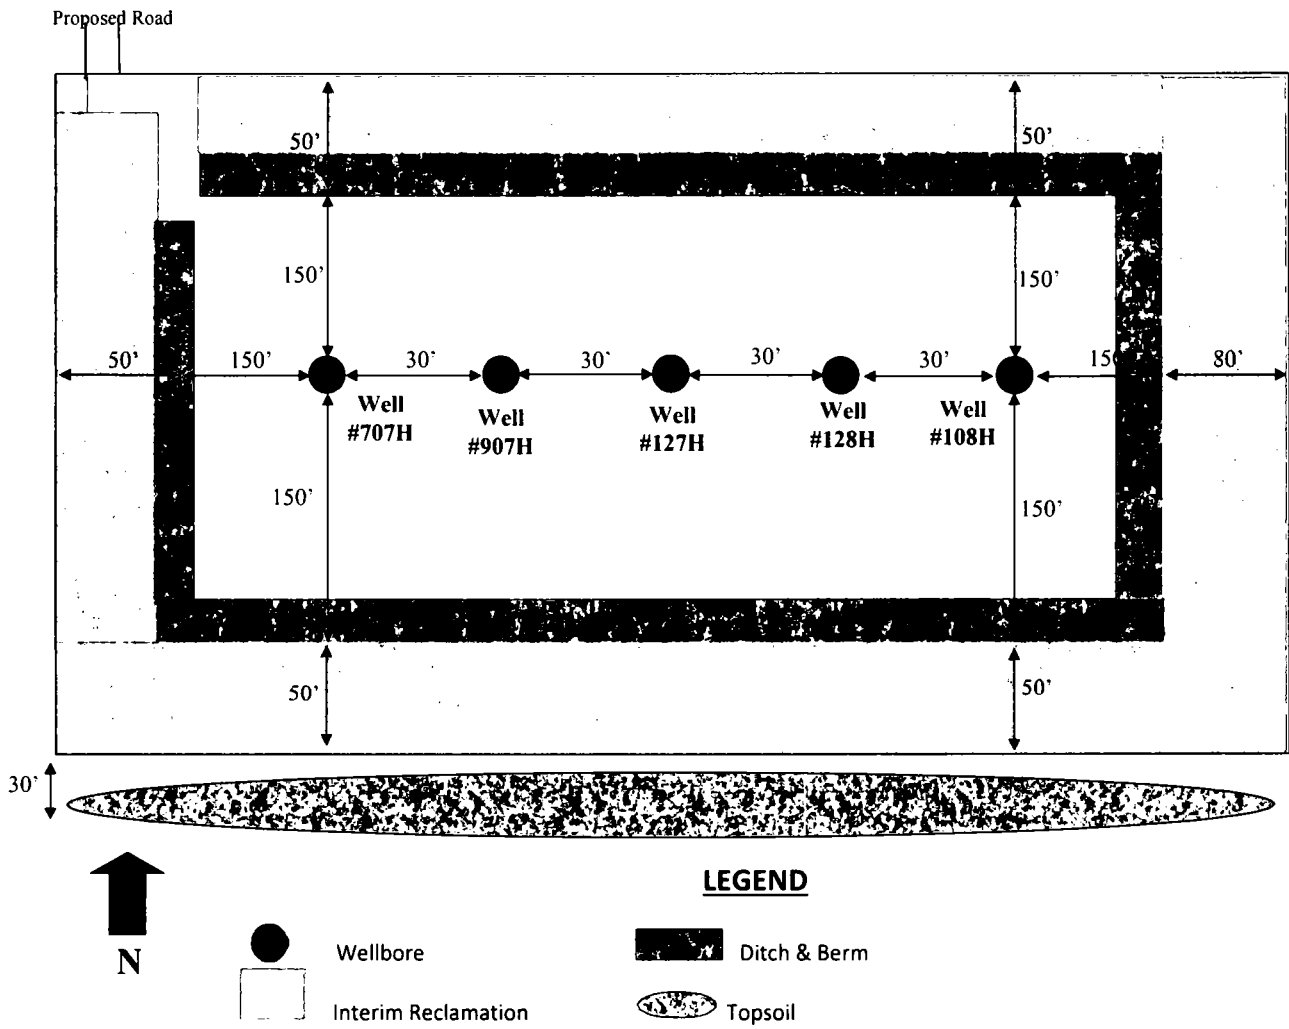 Proposed Road
50'
50'
150'
150'
50'
150'
30'
30'
30'
30'
15
80'
Well
#707H
Well
#907H
Well
#127H
Well
#128H
Well
#108H
150'
150'
50'
50'
30'
LEGEND
N
Wellbore
Ditch & Berm
Interim Reclamation
Topsoil